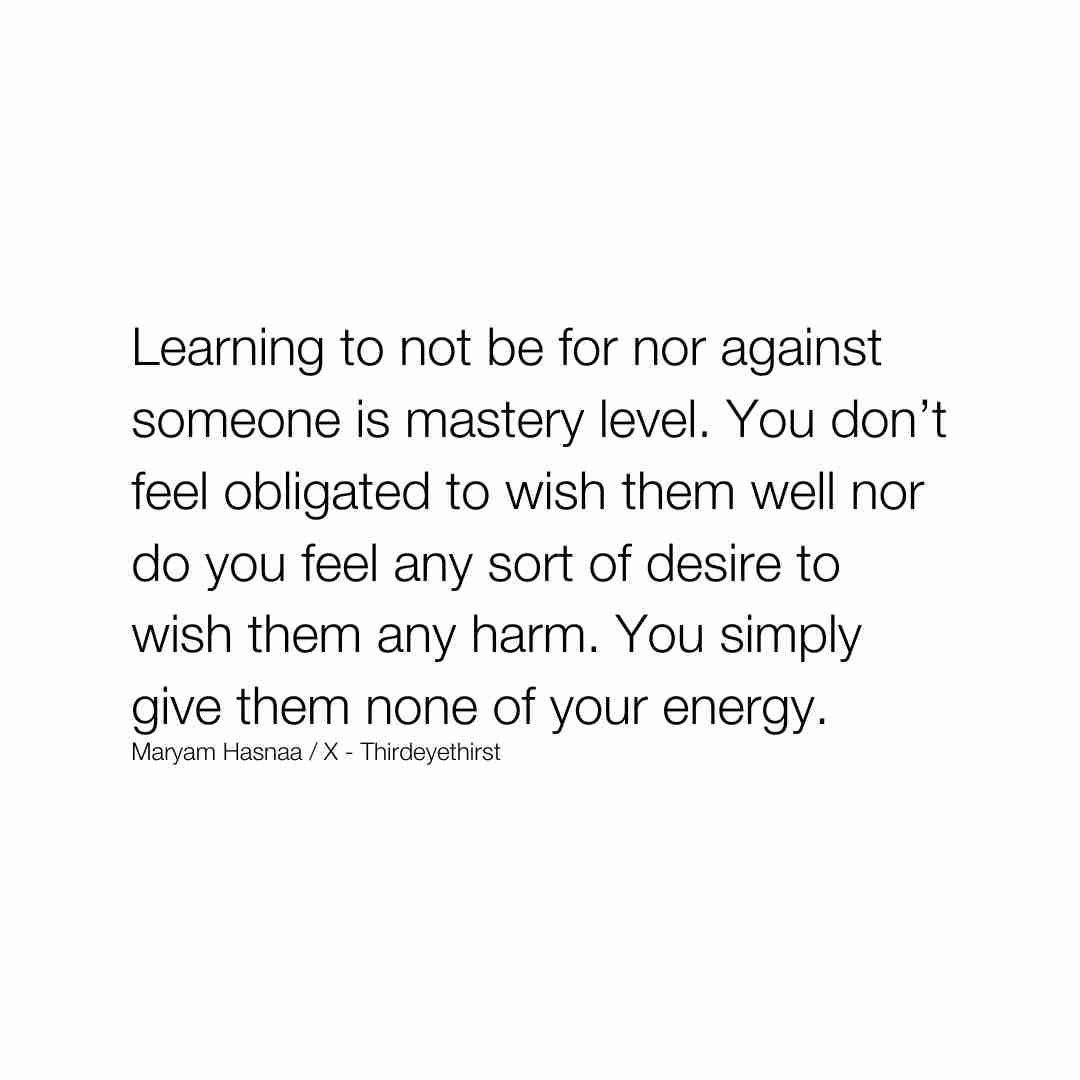 Learning to not be for nor against
someone is mastery level. You don’t
feel obligated to wish them well nor
do you feel any sort of desire to
wish them any harm. You simply
give them none of your energy.
Maryam Hasnaa / X - Thirdeyethirst